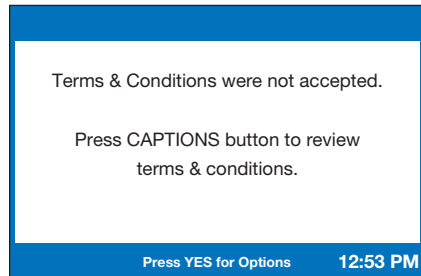 Terms & Conditions were not accepted.
Press CAPTIONS button to review
terms & conditions.
Press YES for Options 12:53 PM